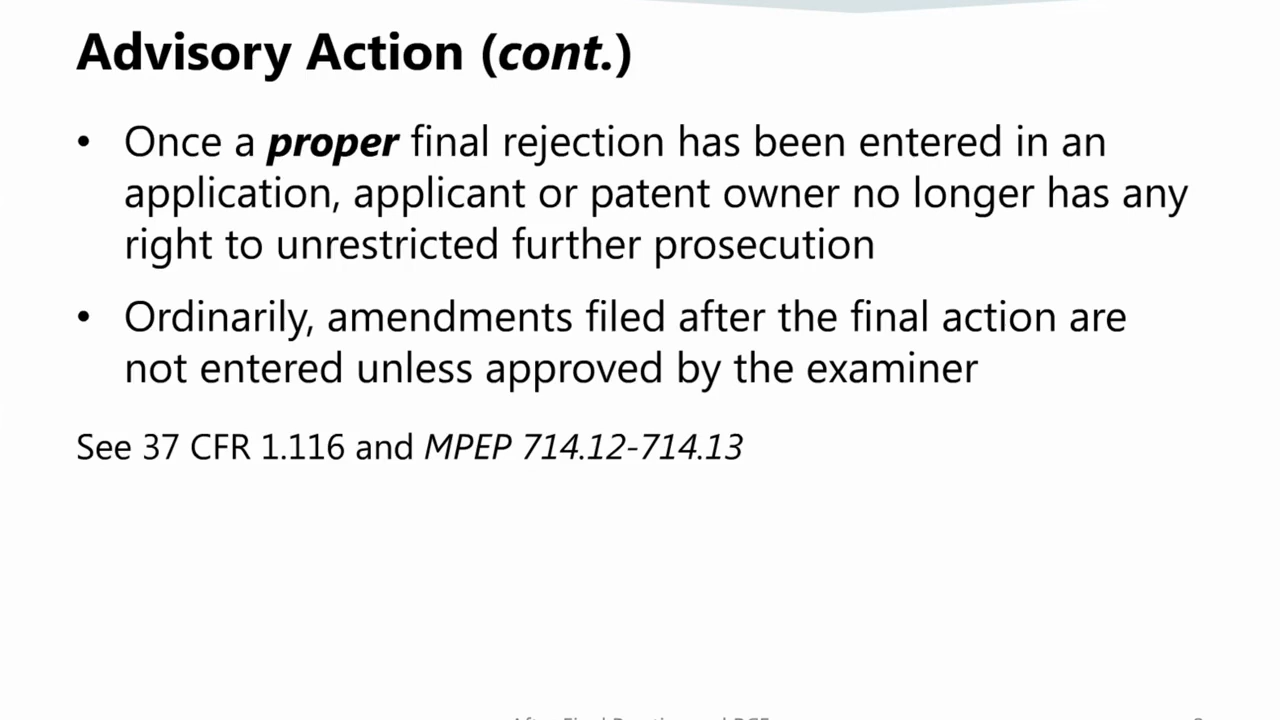 Advisory Action (cont.)
• Once a proper final rejection has been entered in an
application, applicant or patent owner no longer has any
right to unrestricted further prosecution
• Ordinarily, amendments filed after the final action are
not entered unless approved by the examiner
See 37 CFR 1.116 and MPEP 714.12-714.13